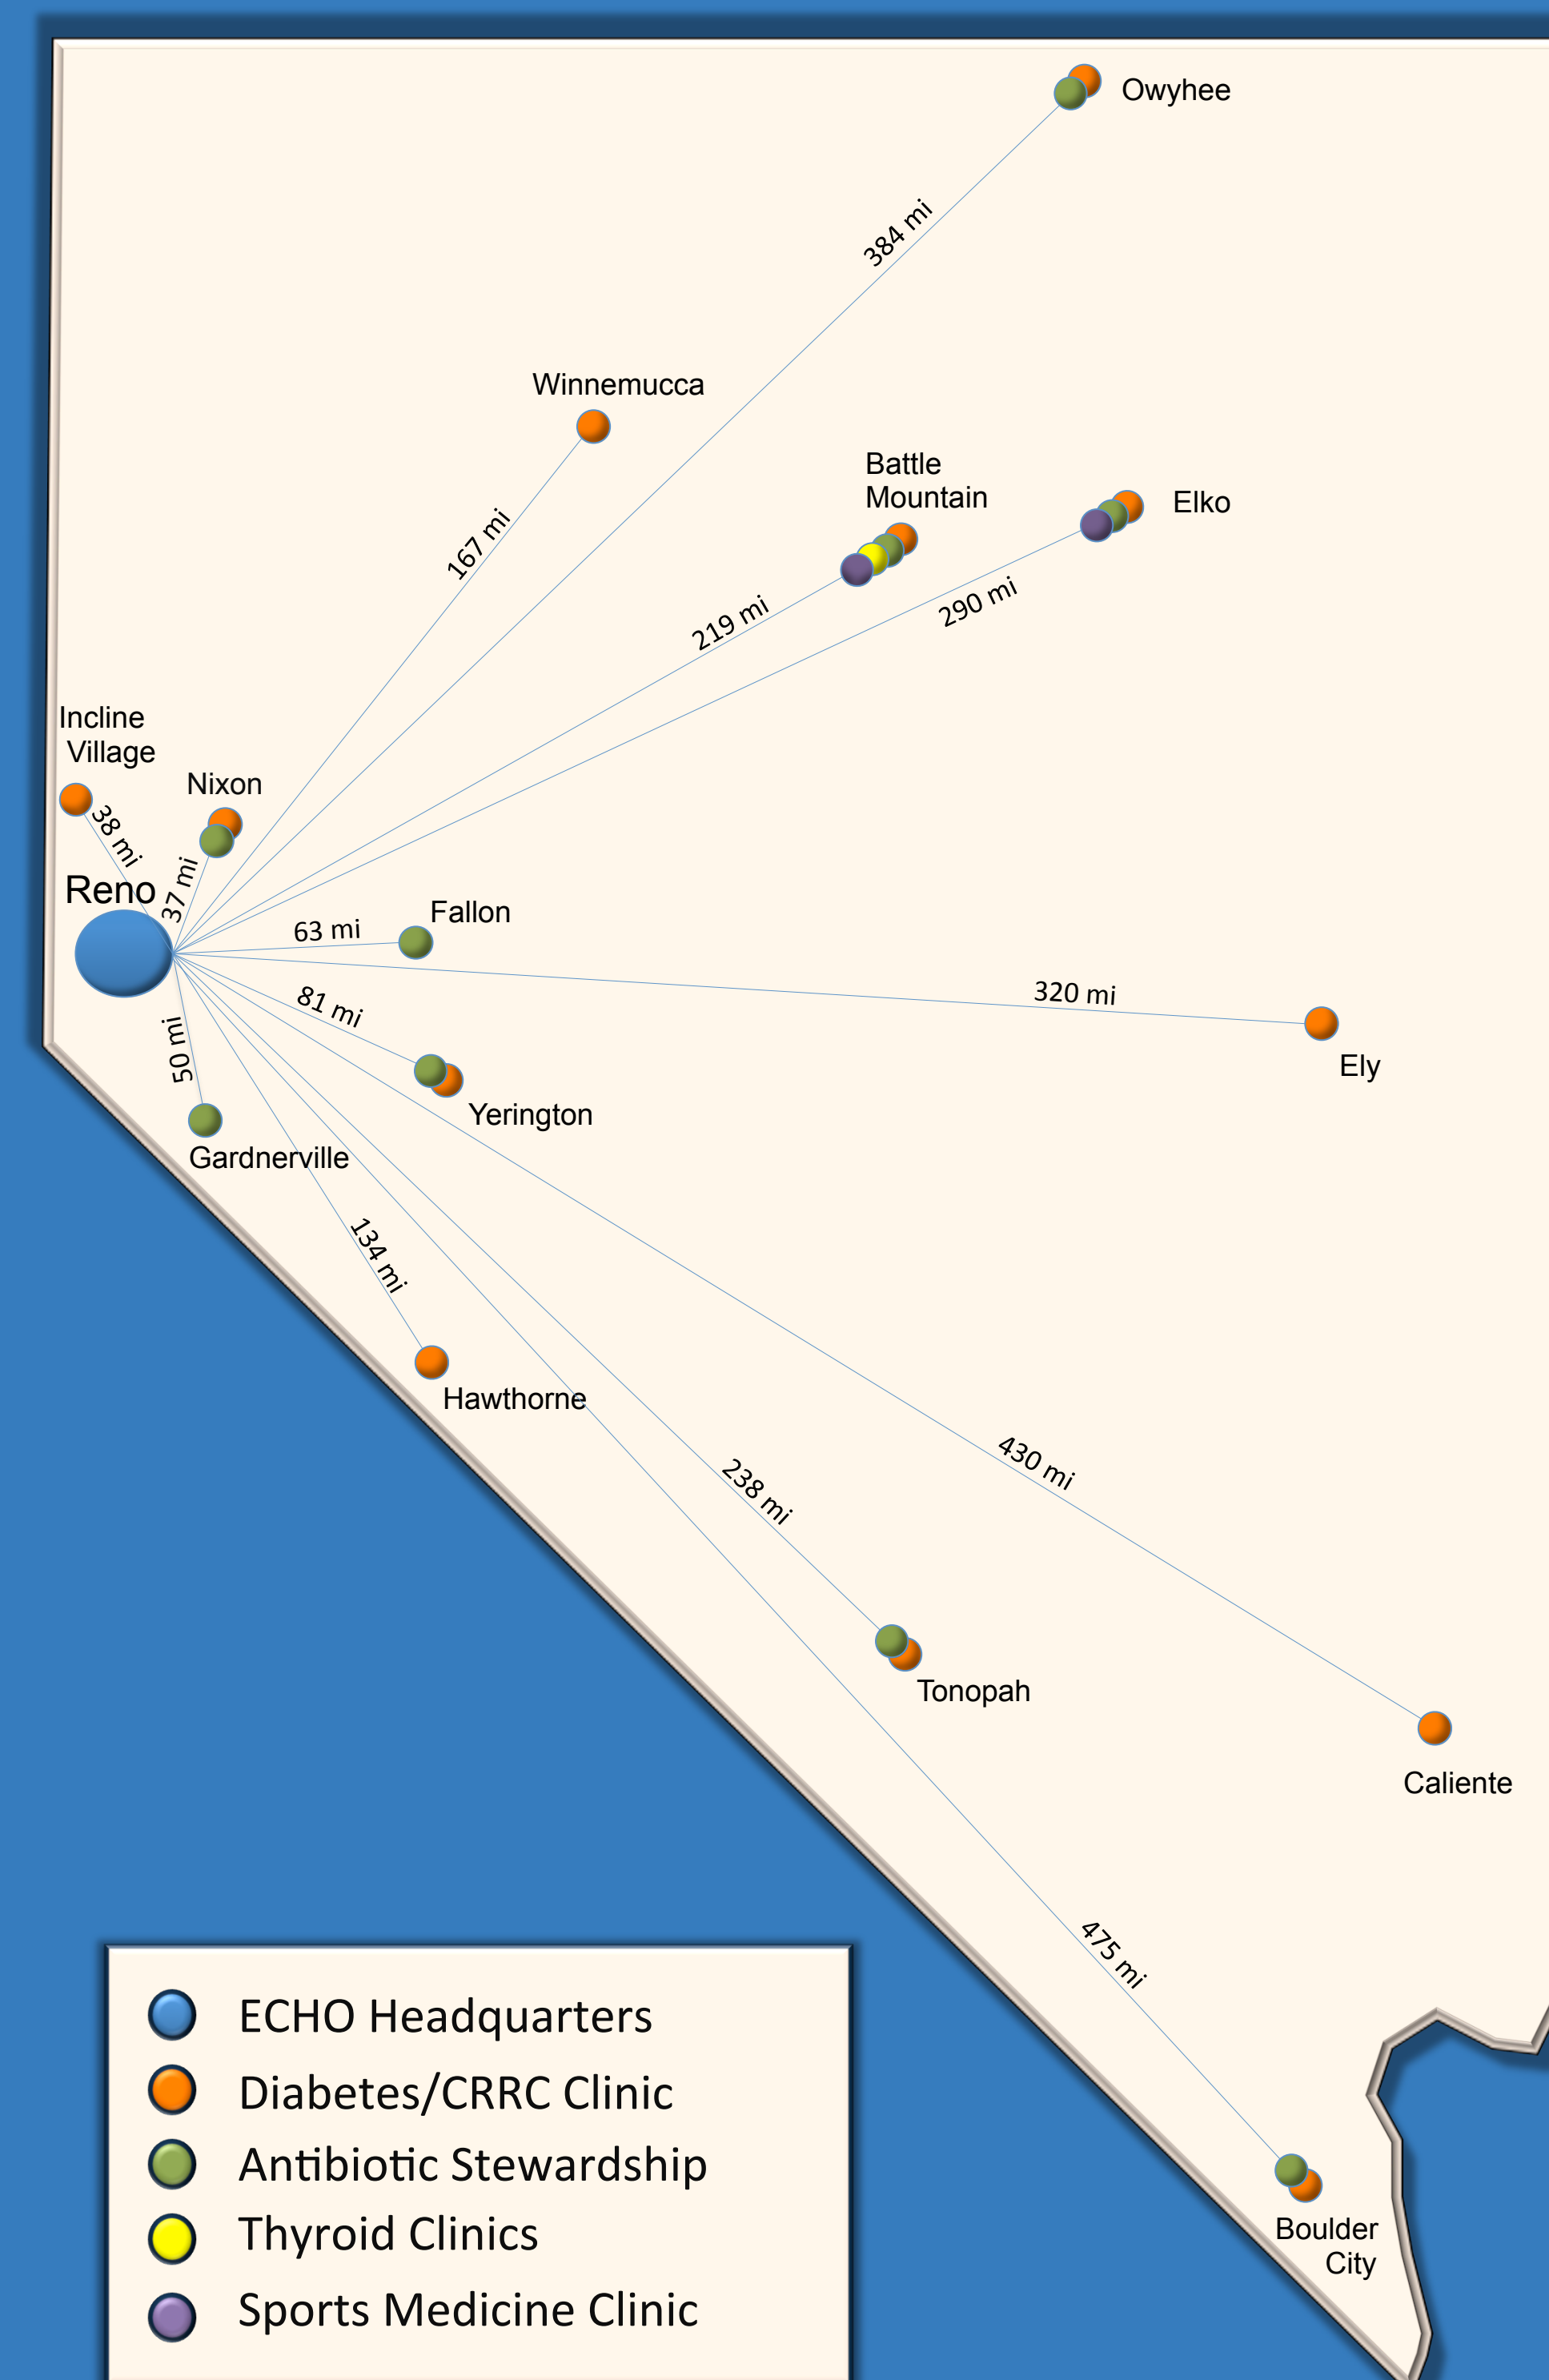 Owyhee
384 mi
Winnemucca
Battle
Mountain
Elko
167 mi
290 mi
219 mi
Incline
Village
Nixon
38 mi
37 mi
Reno
Fallon
63 mi
320 mi
81 mi
50 mi
Ely
Yerington
Gardnerville
134 mi
Hawthorne
430 mi
238 mi
Tonopah
Caliente
475 mi
Boulder
City
ECHO Headquarters
Diabetes/CRRC Clinic
Antibiotic Stewardship
Thyroid Clinics
Sports Medicine Clinic